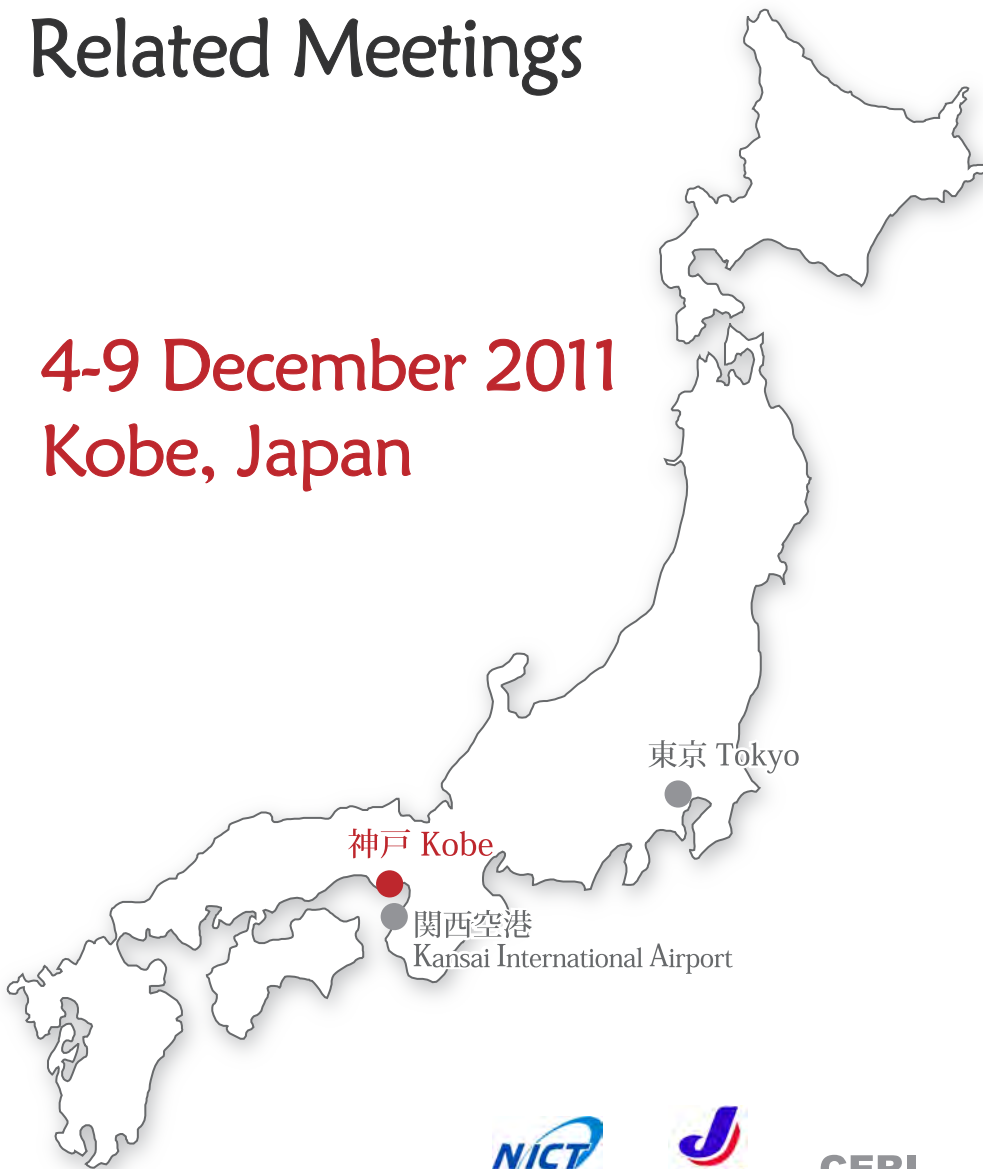 Related Meetings
4-9 December 2011
Kobe, Japan
東京 Tokyo
神戸 Kobe
関西空港
Kansai International Airport
NICT